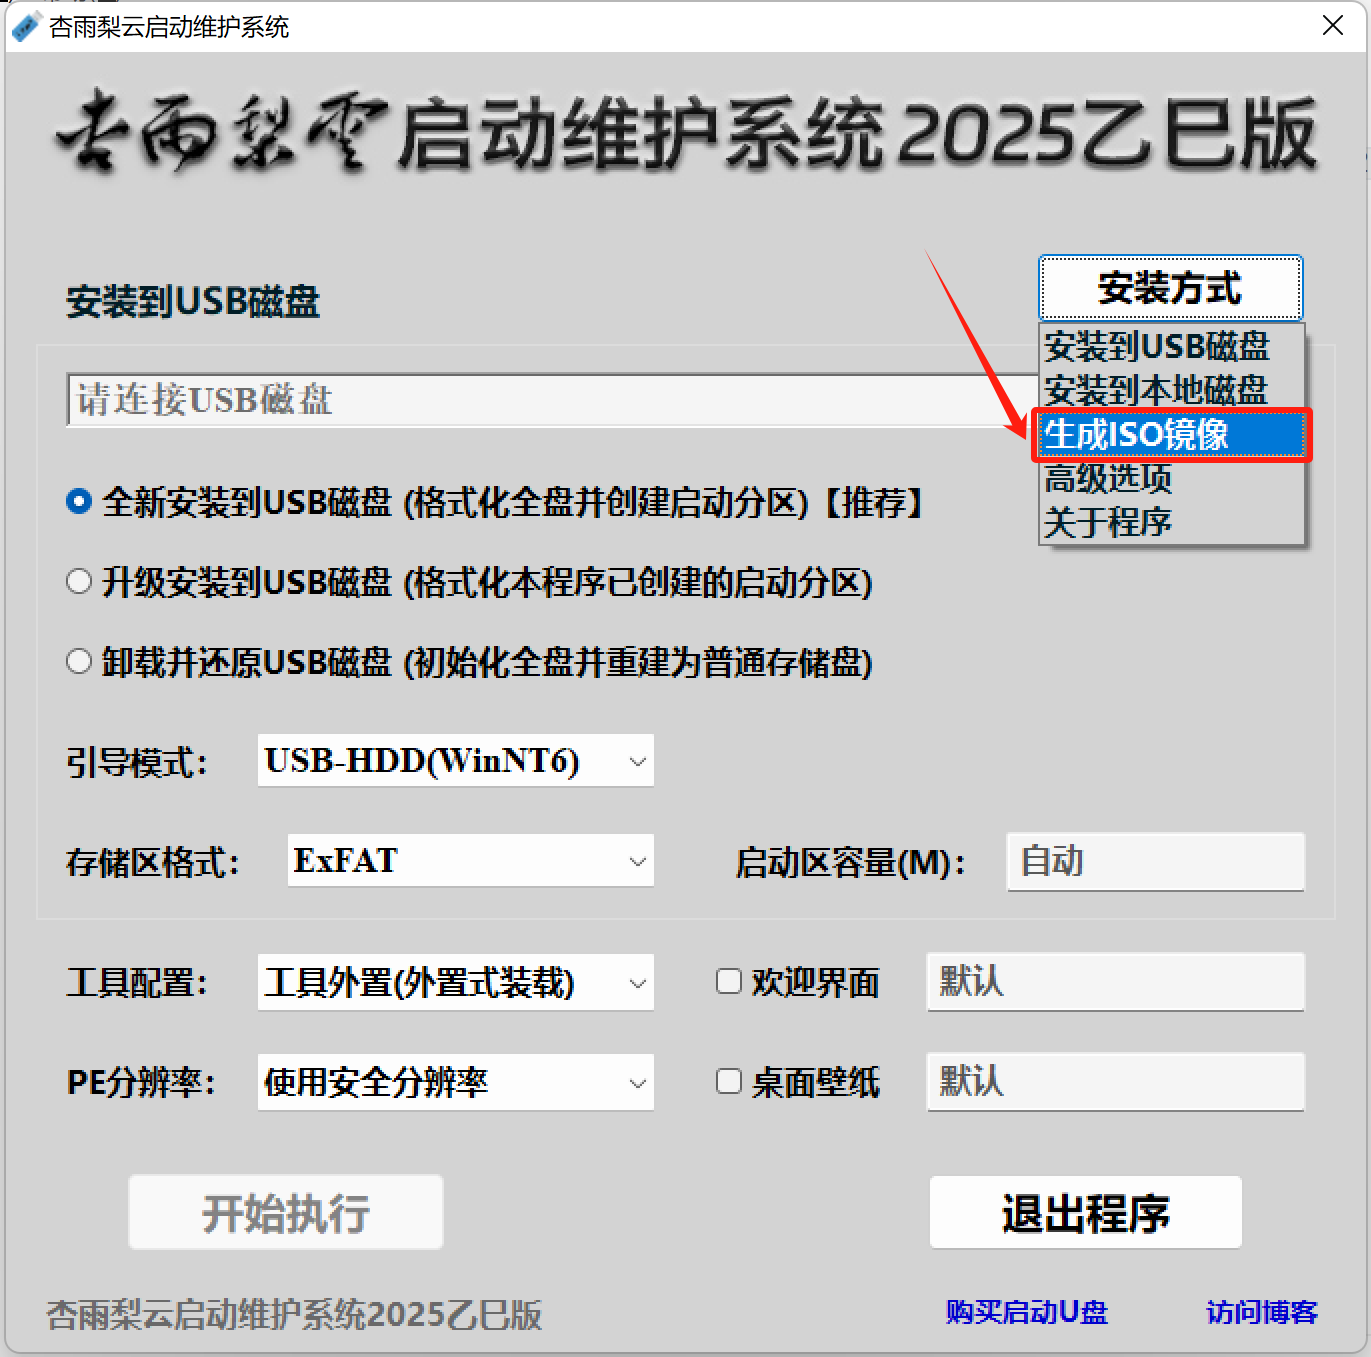 杏雨梨云启动维护系统
杏雨梨雲启动维护系统2025乙巳版
安装到USB磁盘
安装方式
安装到USB磁盘
安装到本地磁盘
生成ISO镜像
高级选项
关于程序
请连接USB磁盘
全新安装到USB磁盘 (格式化全盘并创建启动分区)【推荐】
升级安装到USB磁盘 (格式化本程序已创建的启动分区)
卸载并还原USB磁盘 (初始化全盘并重建为普通存储盘)
引导模式： USB-HDD(WinNT6)
存储区格式： ExFAT 启动区容量(M)： 自动
工具配置： 工具外置(外置式装载) 欢迎界面 默认
PE分辨率： 使用安全分辨率 桌面壁纸 默认
开始执行 退出程序
杏雨梨云启动维护系统2025乙巳版 购买启动U盘 访问博客